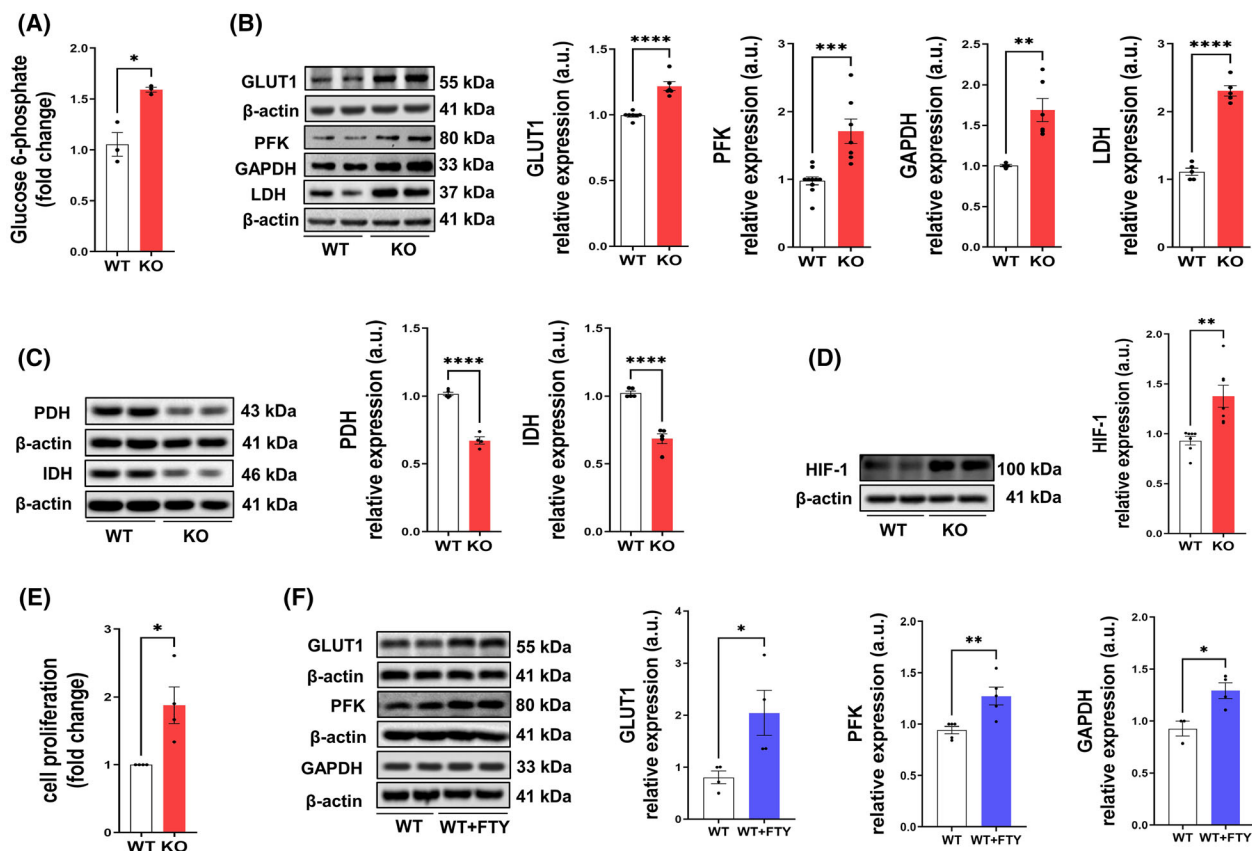 (A)
Glucose 6-phosphate
(fold change)
2.0
1.5
1.0
0.5
0.0
*
WT KO
(B)
GLUT1 55 kDa
β-actin 41 kDa
PFK 80 kDa
GAPDH 33 kDa
LDH 37 kDa
β-actin 41 kDa
WT KO
GLUT1
relative expression (a.u.)
1.5
1.0
0.5
0.0
****
WT KO
PFK
relative expression (a.u.)
3
2
1
0
***
WT KO
GAPDH
relative expression (a.u.)
2.5
2.0
1.5
1.0
0.5
0.0
**
WT KO
LDH
relative expression (a.u.)
3
2
1
0
****
WT KO
(C)
PDH 43 kDa
β-actin 41 kDa
IDH 46 kDa
β-actin 41 kDa
WT KO
PDH
relative expression (a.u.)
1.5
1.0
0.5
0.0
****
WT KO
IDH
relative expression (a.u.)
1.5
1.0
0.5
0.0
****
WT KO
(D)
HIF-1 100 kDa
β-actin 41 kDa
WT KO
HIF-1
relative expression (a.u.)
2.0
1.5
1.0
0.5
0.0
**
WT KO
(E)
cell proliferation
(fold change)
3
2
1
0
*
WT KO
(F)
GLUT1 55 kDa
β-actin 41 kDa
PFK 80 kDa
β-actin 41 kDa
GAPDH 33 kDa
β-actin 41 kDa
WT WT+FTY
GLUT1
relative expression (a.u.)
4
2
0
*
WT WT+FTY
PFK
relative expression (a.u.)
2.0
1.5
1.0
0.5
0.0
**
WT WT+FTY
GAPDH
relative expression (a.u.)
2.0
1.5
1.0
0.5
0.0
*
WT WT+FTY